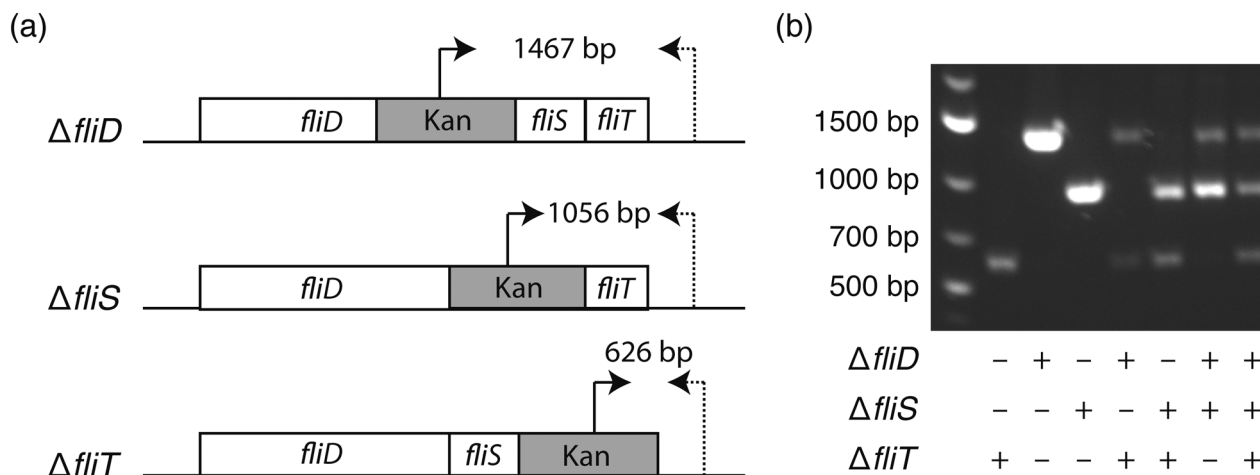 (a)
1467 bp
ΔfliD
fliD Kan fliS fliT
1056 bp
ΔfliS
fliD Kan fliT
626 bp
ΔfliT
fliD fliS Kan
(b)
1500 bp
1000 bp
700 bp
500 bp
ΔfliD – + – + – + +
ΔfliS – – + – + + +
ΔfliT + – – + + – +